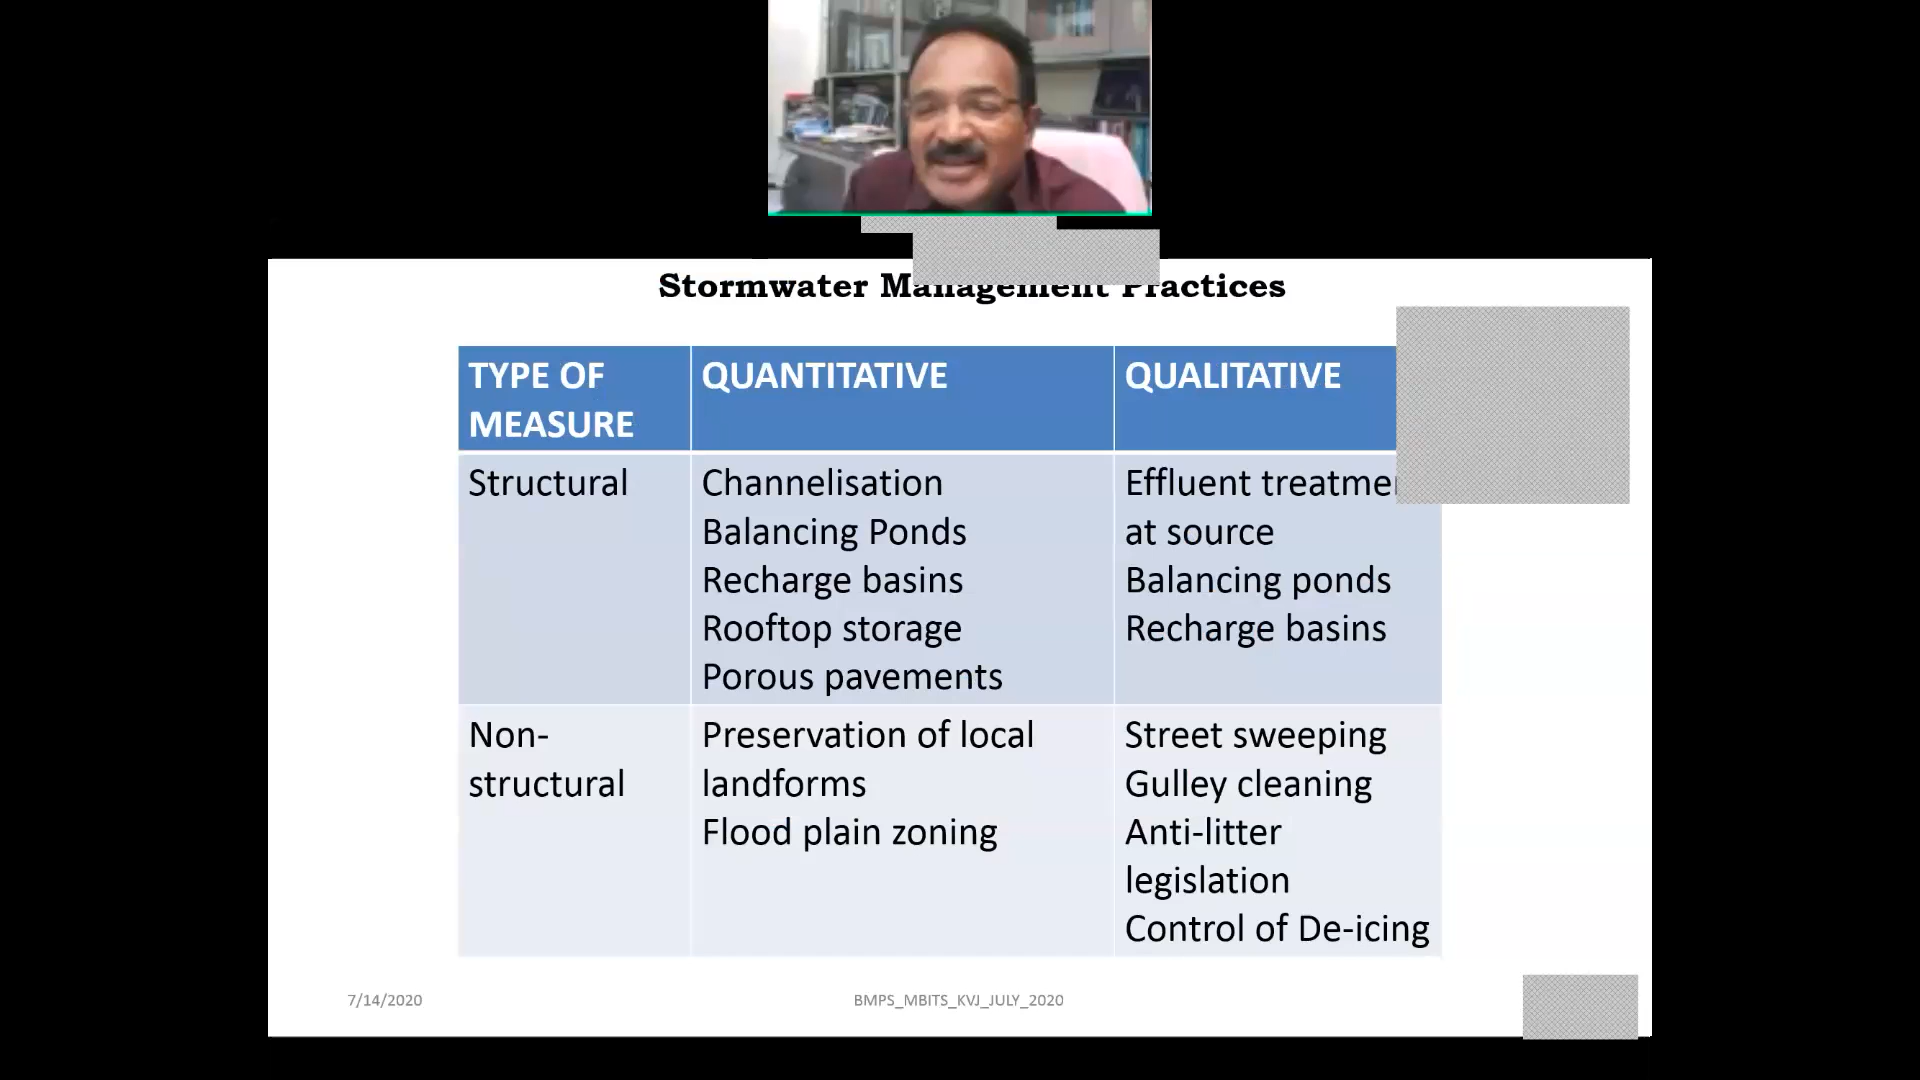 Stormwater Management Practices
TYPE OF
MEASURE
QUANTITATIVE
QUALITATIVE
Structural
Channelisation
Balancing Ponds
Recharge basins
Rooftop storage
Porous pavements
Effluent
at source
Balancing ponds
Recharge basins
Non-
structural
Preservation of local
landforms
Flood plain zoning
Street sweeping
Gulley cleaning
Anti-litter
legislation
Control of De-icing
7/14/2020
BMPS_MBITS_KVJ_JULY_2020